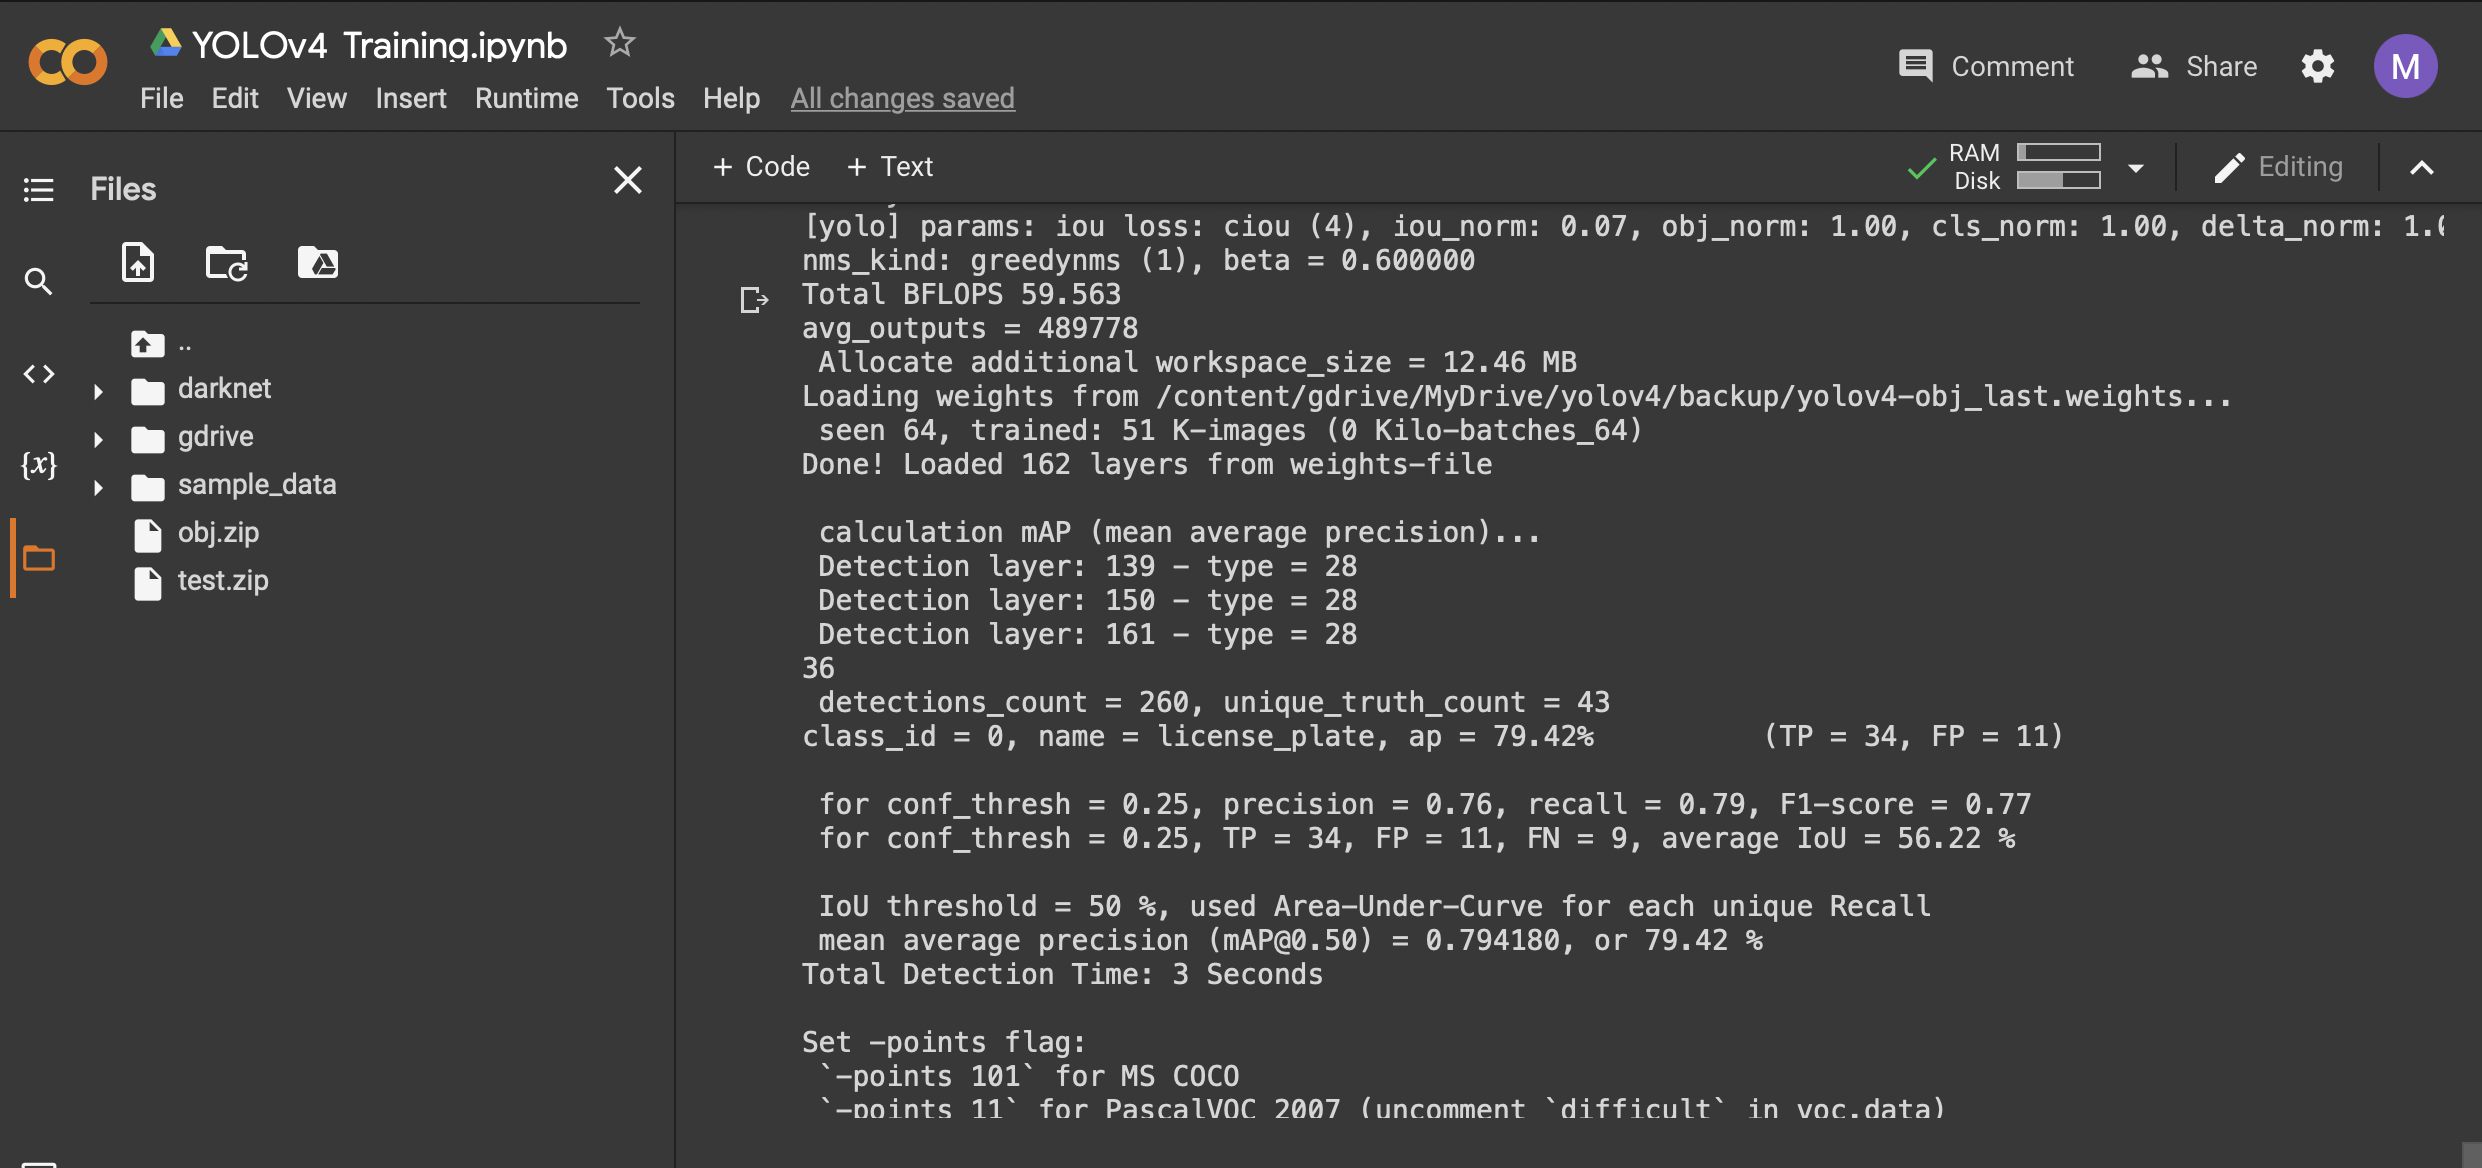 YOLOv4 Training.ipynb
File Edit View Insert Runtime Tools Help All changes saved
Comment Share M
Files
+ Code + Text
RAM
Disk
Editing
{x}
..
darknet
gdrive
sample_data
obj.zip
test.zip
[yolo] params: iou loss: ciou (4), iou_norm: 0.07, obj_norm: 1.00, cls_norm: 1.00, delta_norm:
nms_kind: greedynms (1), beta = 0.600000
Total BFLOPS 59.563
avg_outputs = 489778
Allocate additional workspace_size = 12.46 MB
Loading weights from /content/gdrive/MyDrive/yolov4/backup/yolov4-obj_last.weights...
seen 64, trained: 51 K-images (0 Kilo-batches_64)
Done! Loaded 162 layers from weights-file
calculation mAP (mean average precision)...
Detection layer: 139 - type = 28
Detection layer: 150 - type = 28
Detection layer: 161 - type = 28
36
detections_count = 260, unique_truth_count = 43
class_id = 0, name = license_plate, ap = 79.42% (TP = 34, FP = 11)
for conf_thresh = 0.25, precision = 0.76, recall = 0.79, F1-score = 0.77
for conf_thresh = 0.25, TP = 34, FP = 11, FN = 9, average IoU = 56.22 %
IoU threshold = 50 %, used Area-Under-Curve for each unique Recall
mean average precision (mAP@0.50) = 0.794180, or 79.42 %
Total Detection Time: 3 Seconds
Set -points flag:
`-points 101` for MS COCO
`-points 11` for PascalVOC 2007 (uncomment `difficult` in voc.data)